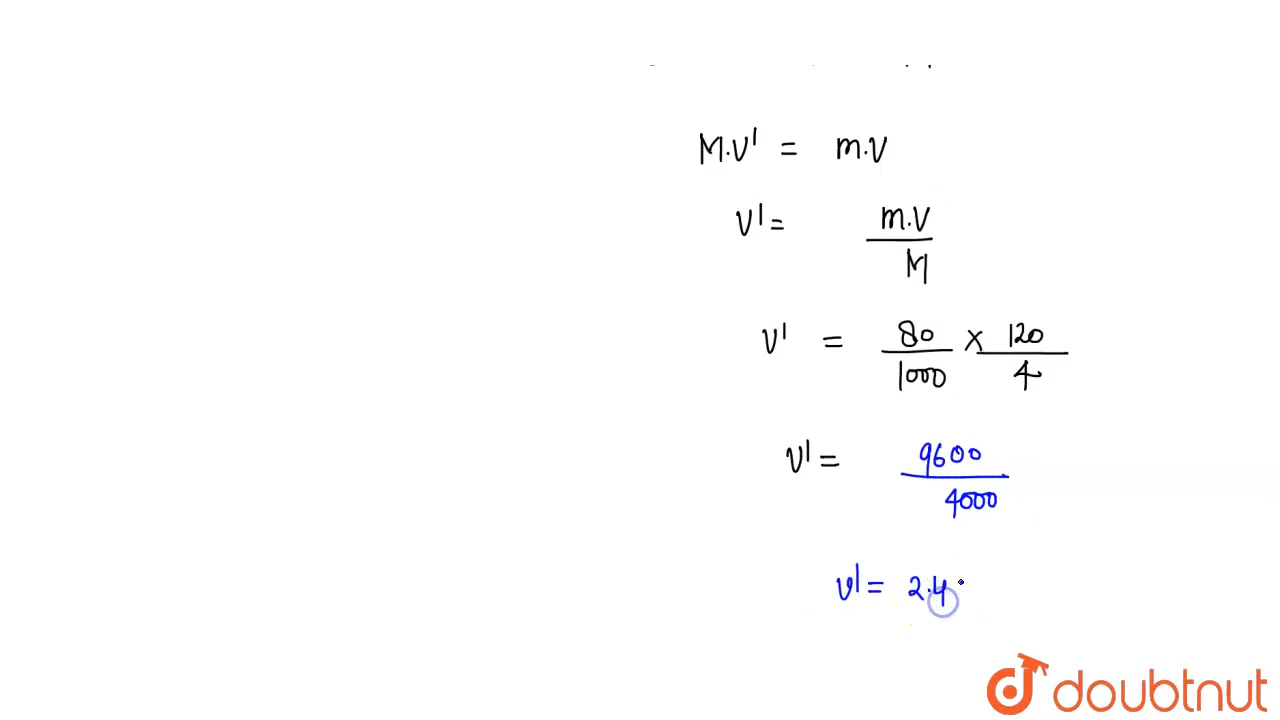 M.V' = m.V
V' = m.V / M
V' = 80 / 1000 × 120 / 4
V' = 9600 / 4000
V' = 2.4
doubtnut